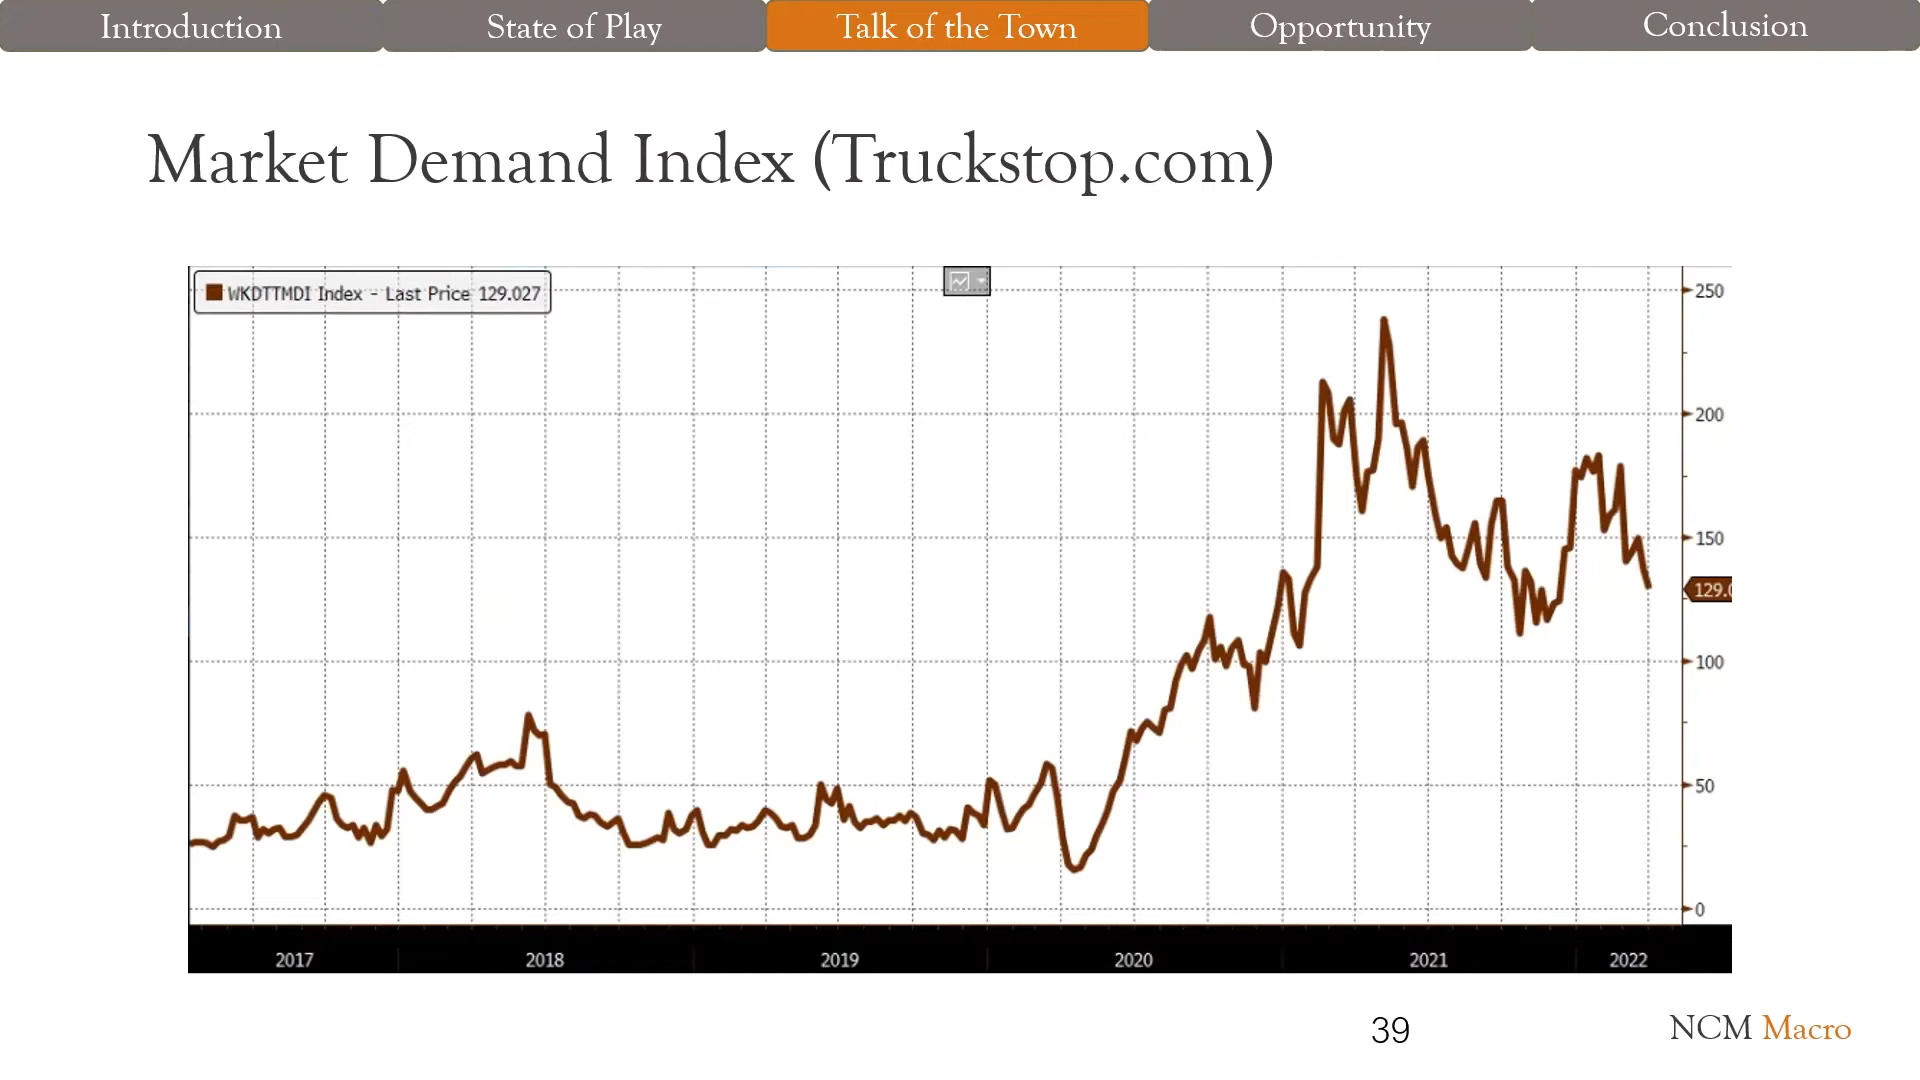 Introduction
State of Play
Talk of the Town
Opportunity
Conclusion
Market Demand Index (Truckstop.com)
WKDTTMDI Index - Last Price 129.027
250
200
150
129.0
100
50
0
2017
2018
2019
2020
2021
2022
39
NCM Macro